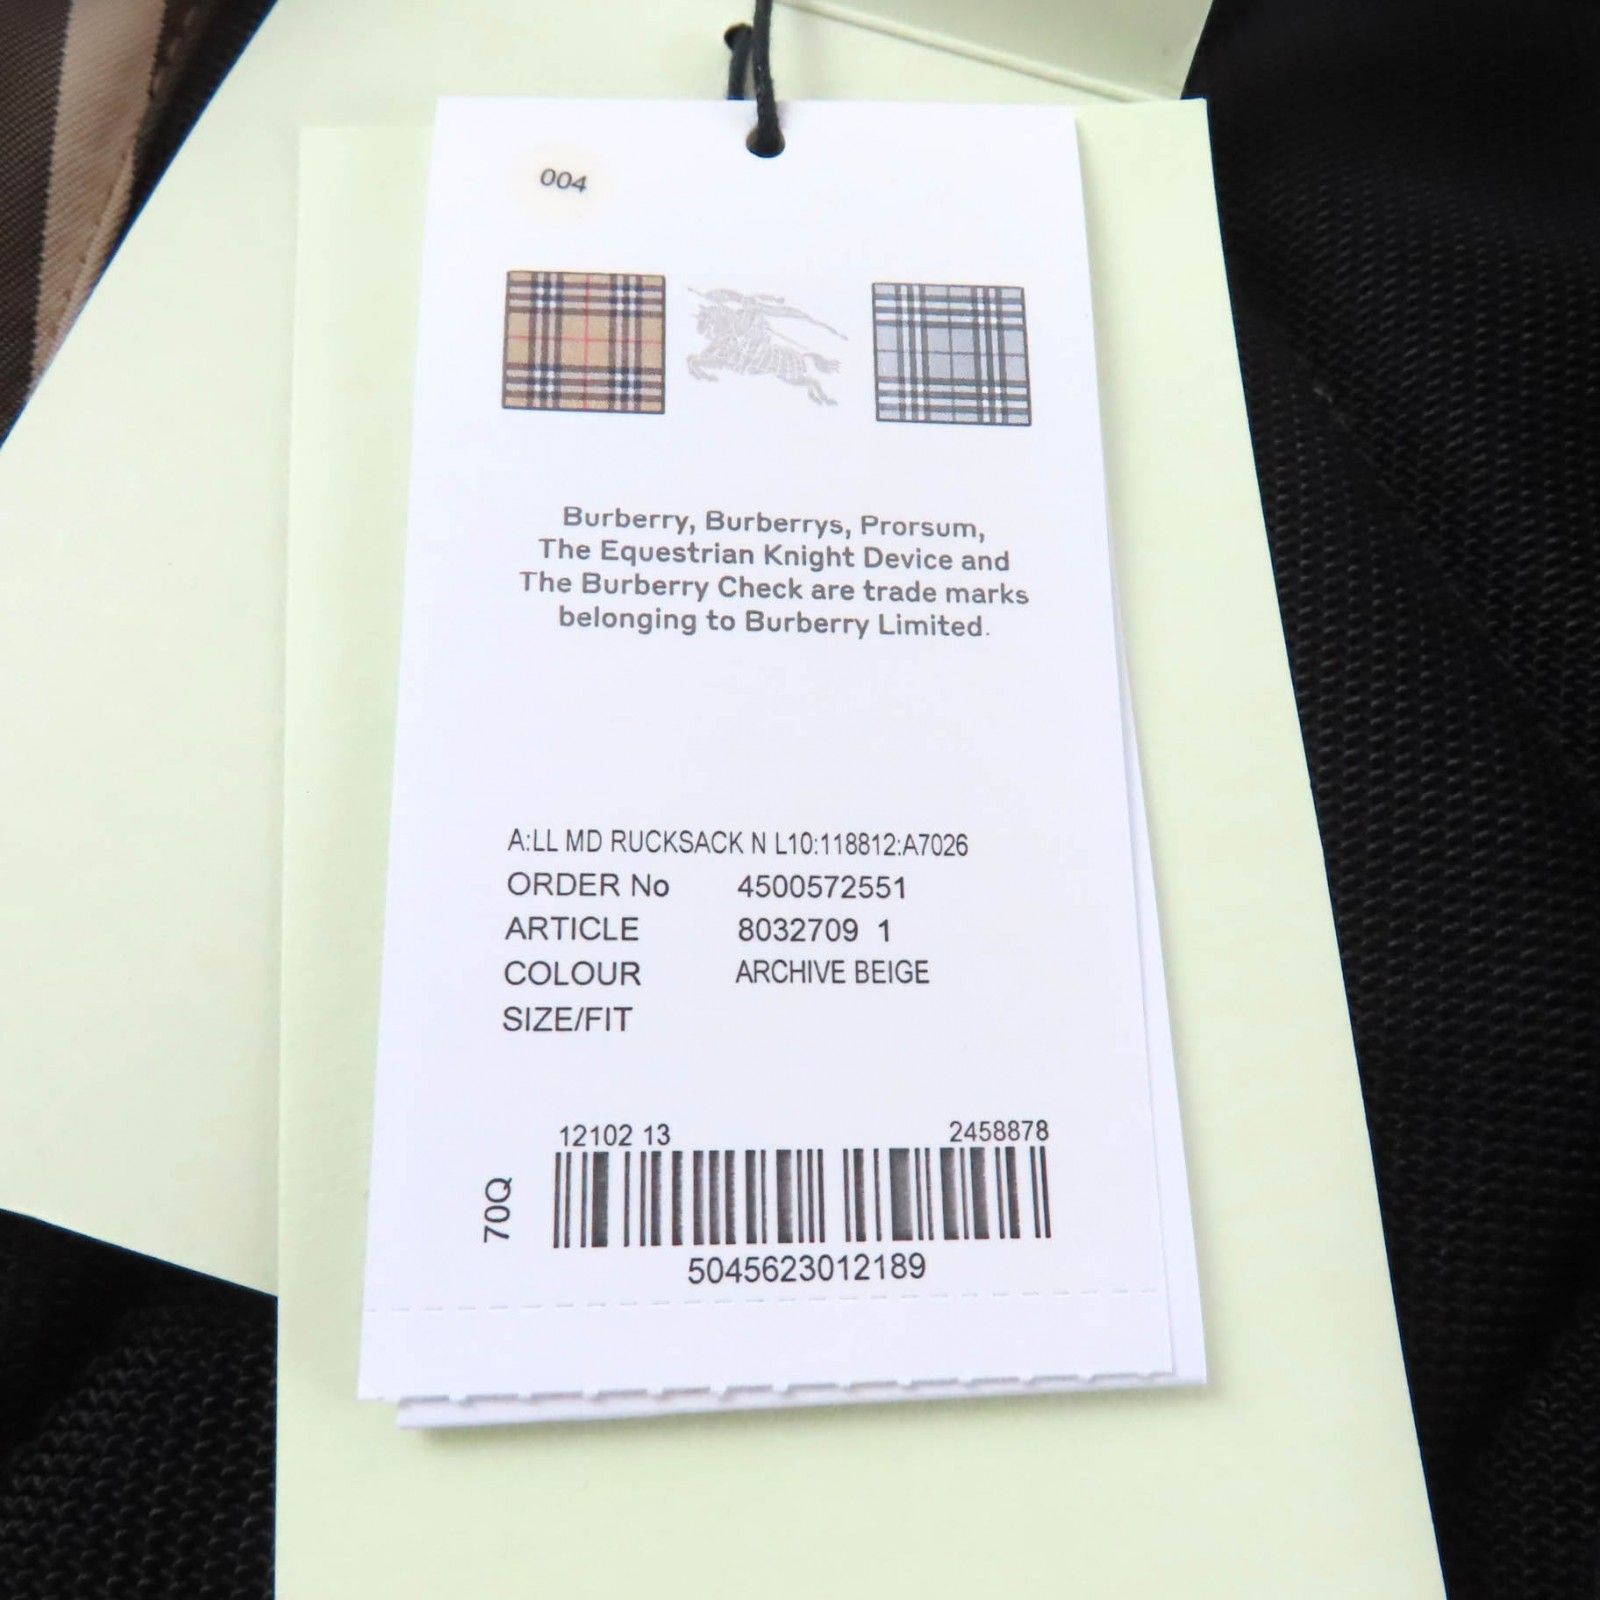 004
Burberry, Burberrys, Prorsum,
The Equestrian Knight Device and
The Burberry Check are trade marks
belonging to Burberry Limited.
A:LL MD RUCKSACK N L10:118812:A7026
ORDER No 4500572551
ARTICLE 8032709 1
COLOUR ARCHIVE BEIGE
SIZE/FIT
12102 13 2458878
70Q
5045623012189